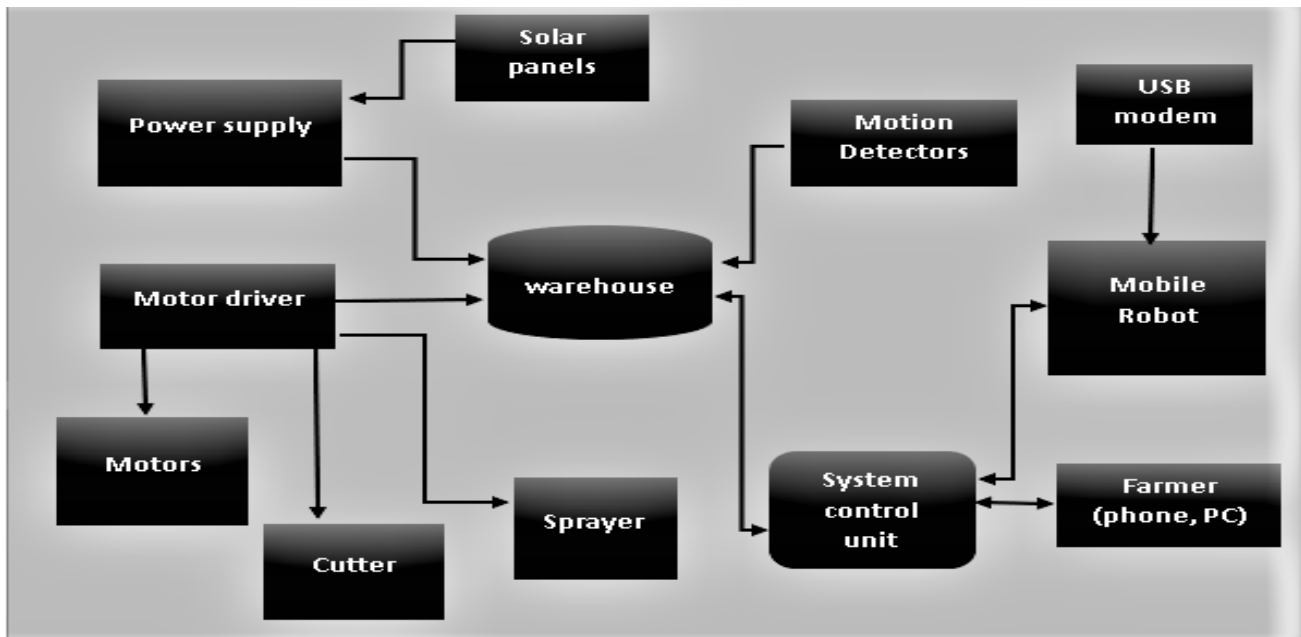 Solar
panels
Power supply
Motion
Detectors
USB
modem
warehouse
Motor driver
Mobile
Robot
Motors
Cutter
Sprayer
System
control
unit
Farmer
(phone, PC)